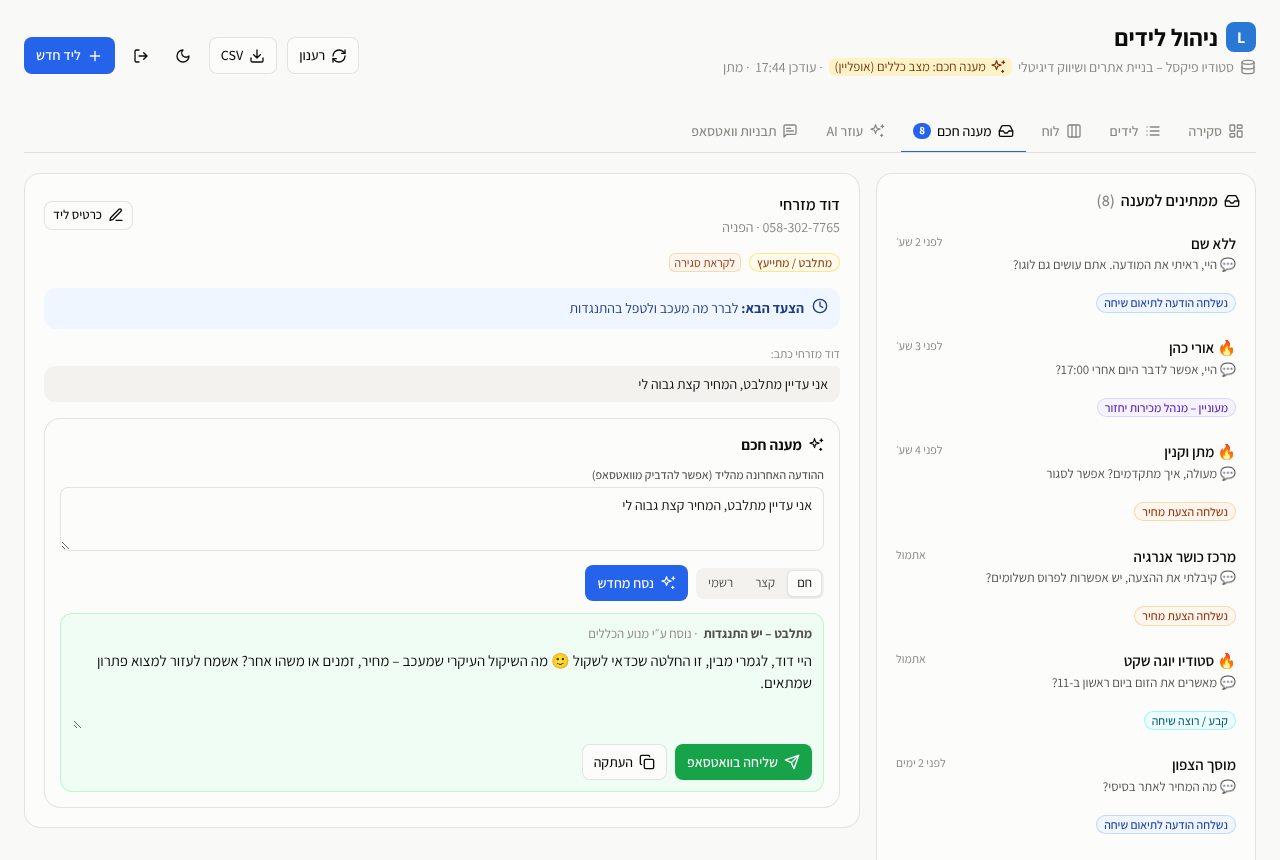 L
ניהול לידים
סטודיו פיקסל – בניית אתרים ושיווק דיגיטלי
מענה חכם: מצב כללים (אופליין)
· עודכן 17:44 · מתן
רענון
CSV
ליד חדש
סקירה
לידים
לוח
מענה חכם 8
עוזר AI
תבניות וואטסאפ
ממתינים למענה (8)
ללא שם
לפני 2 שע׳
💬 היי, ראיתי את המודעה. אתם עושים גם לוגו?
נשלחה הודעה לתיאום שיחה
🔥 אורי כהן
לפני 3 שע׳
💬 היי, אפשר לדבר היום אחרי 17:00?
מעוניין – מנהל מכירות יחזור
🔥 מתן וקנין
לפני 4 שע׳
💬 מעולה, איך מתקדמים? אפשר לסגור
נשלחה הצעת מחיר
מרכז כושר אנרגיה
אתמול
💬 קיבלתי את ההצעה, יש אפשרות לפרוס תשלומים?
נשלחה הצעת מחיר
🔥 סטודיו יוגה שקט
אתמול
💬 מאשרים את הזום ביום ראשון ב-11?
קבע / רוצה שיחה
מוסך הצפון
לפני 2 ימים
💬 מה המחיר לאתר בסיסי?
נשלחה הודעה לתיאום שיחה
דוד מזרחי
058-302-7765 · הפניה
כרטיס ליד
מתלבט / מתייעץ
לקראת סגירה
הצעד הבא: לברר מה מעכב ולטפל בהתנגדות
דוד מזרחי כתב:
אני עדיין מתלבט, המחיר קצת גבוה לי
מענה חכם
ההודעה האחרונה מהליד (אפשר להדביק מוואטסאפ)
אני עדיין מתלבט, המחיר קצת גבוה לי
חם
קצר
רשמי
נסח מחדש
מתלבט – יש התנגדות · נוסח ע״י מנוע הכללים
היי דוד, לגמרי מבין, זו החלטה שכדאי לשקול 🙂 מה השיקול העיקרי שמעכב – מחיר, זמנים או משהו אחר? אשמח לעזור למצוא פתרון
שמתאים.
שליחה בוואטסאפ
העתקה